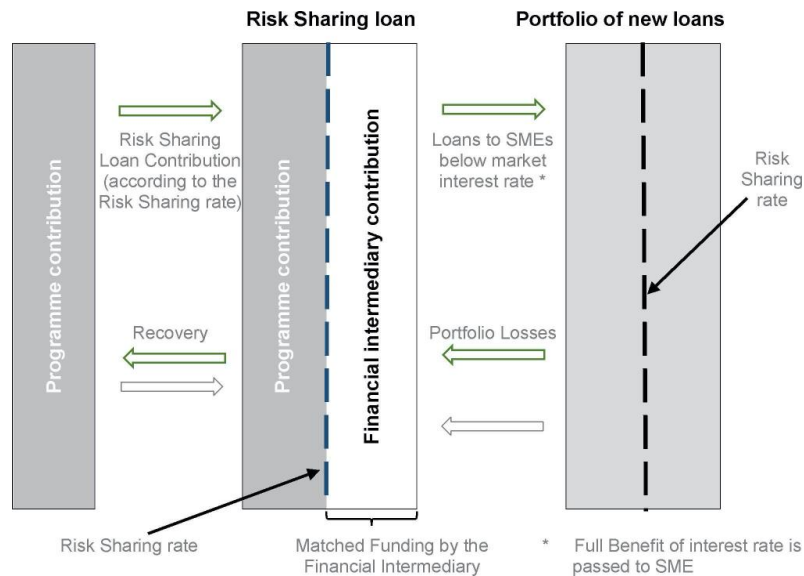 Risk Sharing loan
Portfolio of new loans
Programme contribution
Risk Sharing
Loan Contribution
(according to the
Risk Sharing rate)
Recovery
Programme contribution
Financial intermediary contribution
Loans to SMEs
below market
interest rate *
Portfolio Losses
Risk
Sharing
rate
Risk Sharing rate
Matched Funding by the
Financial Intermediary
* Full Benefit of interest rate is
passed to SME